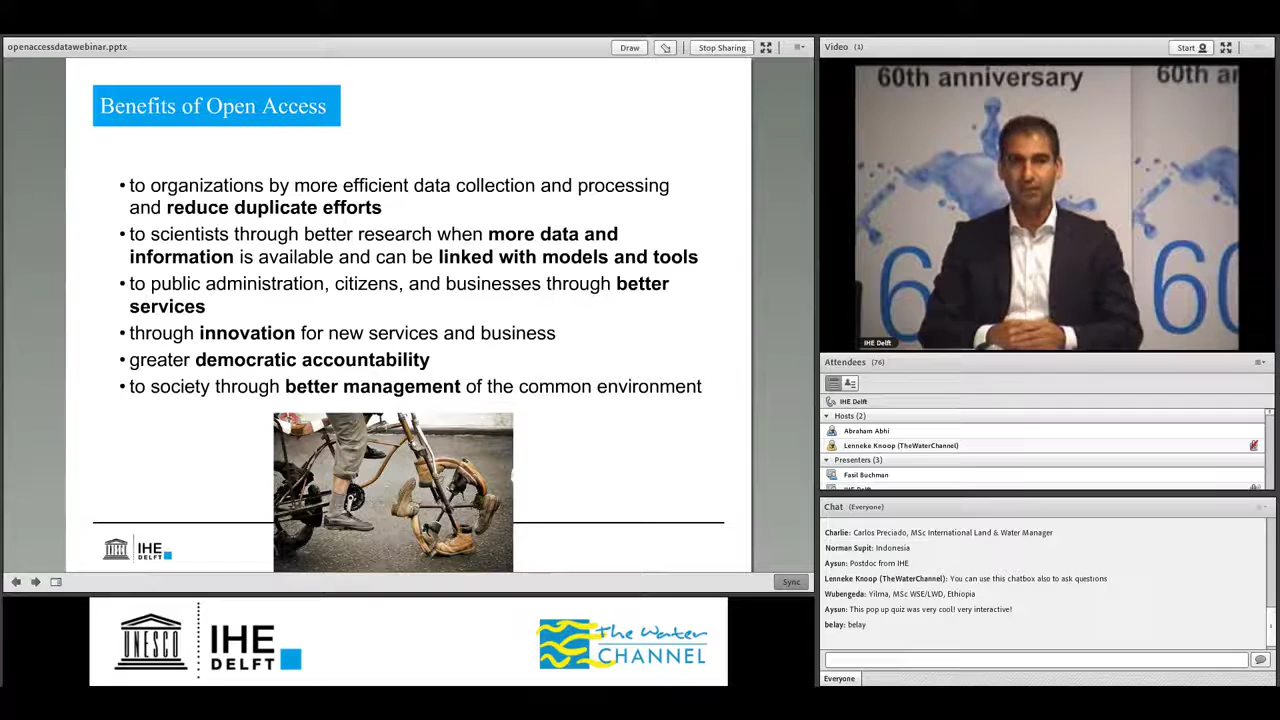 openaccessdatawebinar.pptx
Draw
Stop Sharing
Benefits of Open Access
• to organizations by more efficient data collection and processing
and reduce duplicate efforts
• to scientists through better research when more data and
information is available and can be linked with models and tools
• to public administration, citizens, and businesses through better
services
• through innovation for new services and business
• greater democratic accountability
• to society through better management of the common environment
IHE
DELFT
Sync
UNESCO
IHE
DELFT
the Water
CHANNEL
Video (1)
Start
60th anniversary
60th an
6
60
IHE Delft
Attendees (76)
IHE Delft
Hosts (2)
Abraham Abhi
Lenneke Knoop (TheWaterChannel)
Presenters (3)
Fasil Buchman
IHE Delft
Chat (Everyone)
Charlie: Carlos Preciado, MSc International Land & Water Manager
Norman Supit: Indonesia
Aysun: Postdoc from IHE
Lenneke Knoop (TheWaterChannel): You can use this chatbox also to ask questions
Wubengeda: Yilma, MSc WSE/LWD, Ethiopia
Aysun: This pop up quiz was very cool! very interactive!
belay: belay
Everyone